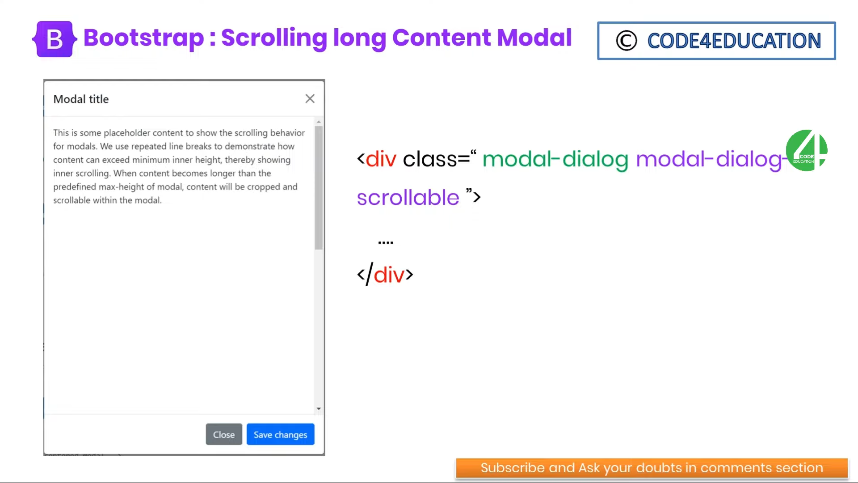 B Bootstrap : Scrolling long Content Modal
© CODE4EDUCATION
Modal title
This is some placeholder content to show the scrolling behavior
for modals. We use repeated line breaks to demonstrate how
content can exceed minimum inner height, thereby showing
inner scrolling. When content becomes longer than the
predefined max-height of modal, content will be cropped and
scrollable within the modal.
Close
Save changes
<div class=“ modal-dialog modal-dialog-
scrollable ”>
....
</div>
4
CODE
EDUCATION
Subscribe and Ask your doubts in comments section